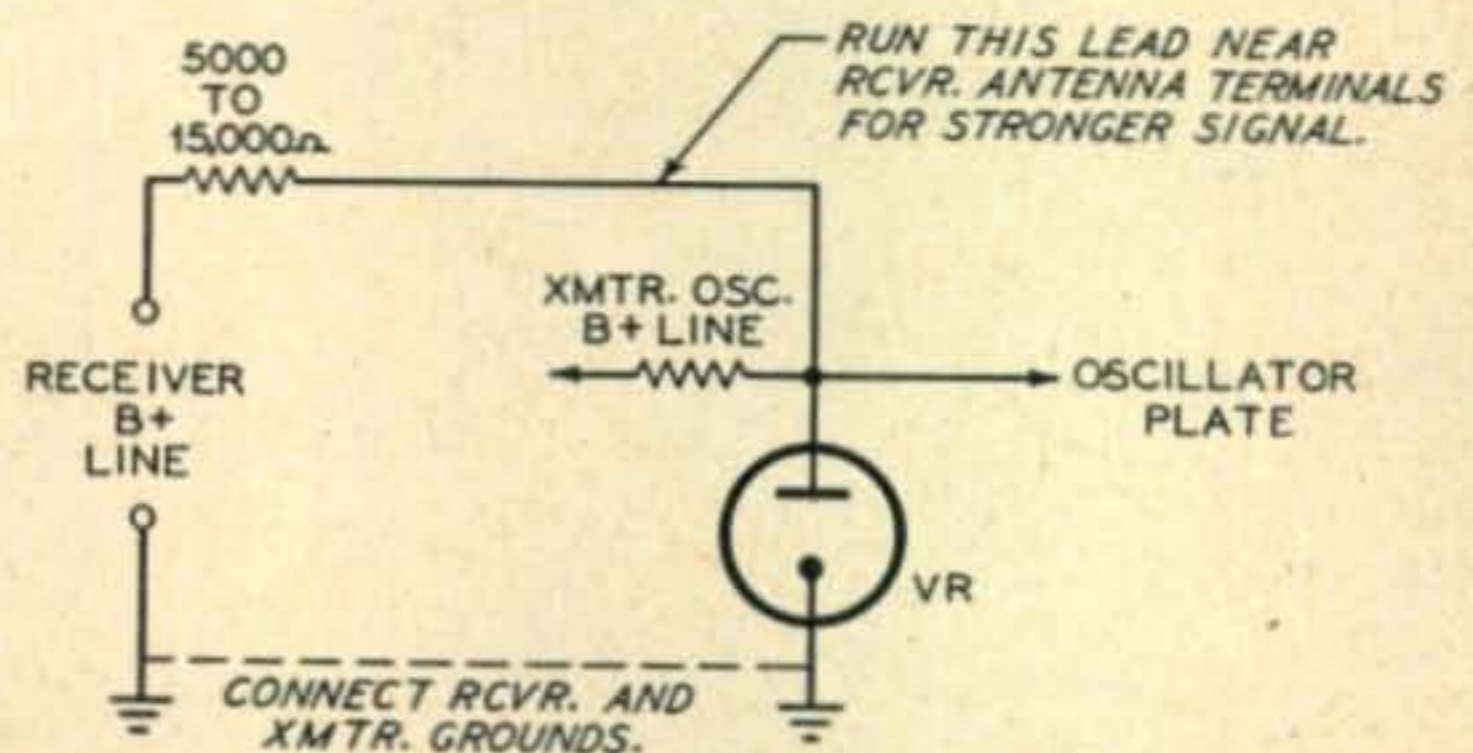 5000
TO
15,000Ω
RUN THIS LEAD NEAR
RCVR. ANTENNA TERMINALS
FOR STRONGER SIGNAL.
XMTR. OSC.
B+ LINE
RECEIVER
B+
LINE
OSCILLATOR
PLATE
VR
CONNECT RCVR. AND
XMTR. GROUNDS.